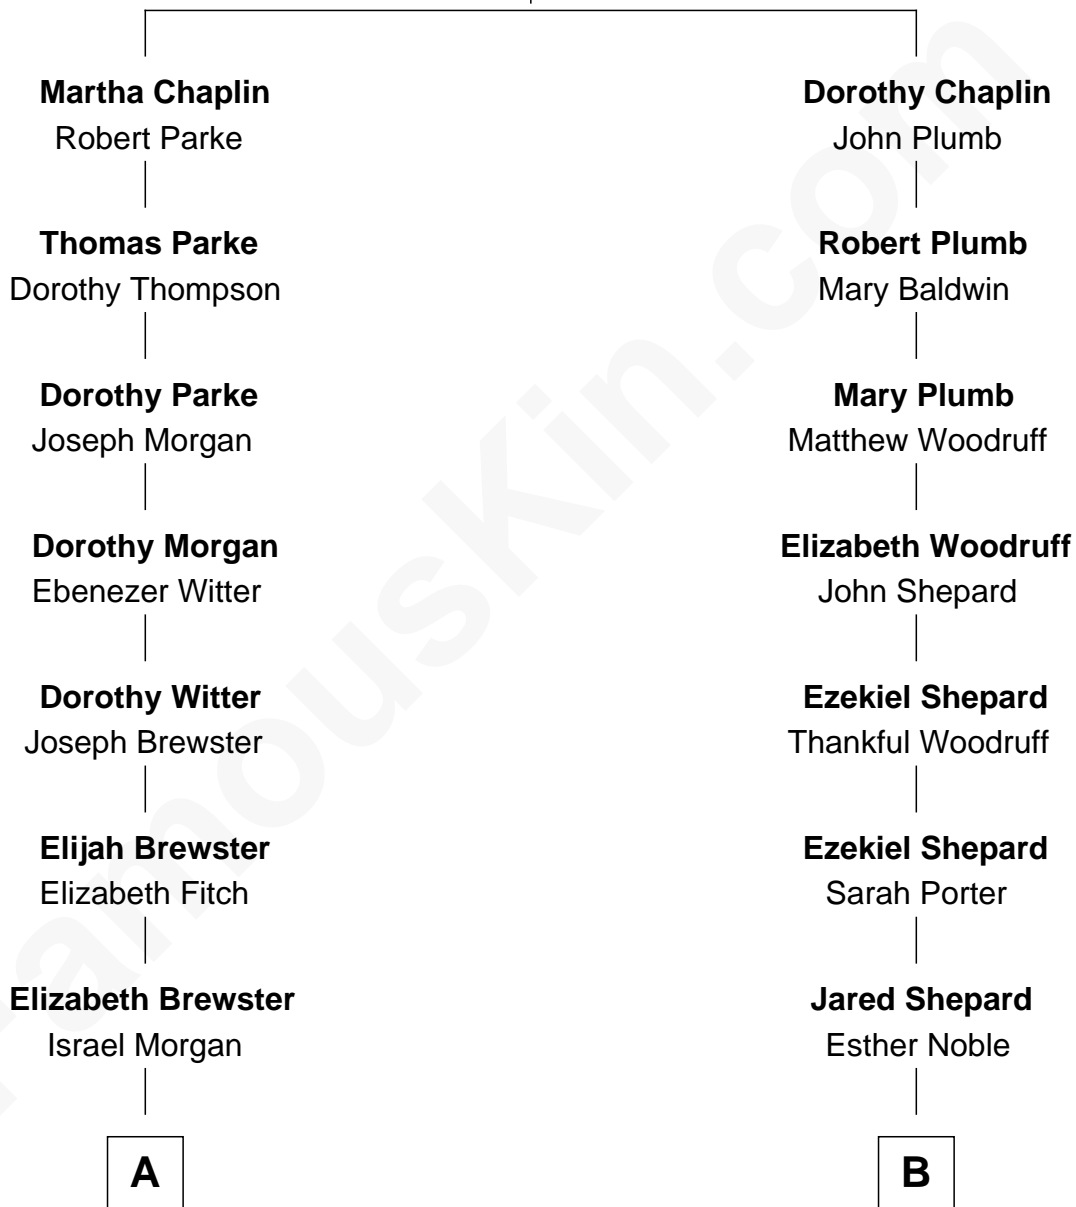 Martha Chaplin
Robert Parke
Thomas Parke
Dorothy Thompson
Dorothy Parke
Joseph Morgan
Dorothy Morgan
Ebenezer Witter
Dorothy Witter
Joseph Brewster
Elijah Brewster
Elizabeth Fitch
Elizabeth Brewster
Israel Morgan
A
Dorothy Chaplin
John Plumb
Robert Plumb
Mary Baldwin
Mary Plumb
Matthew Woodruff
Elizabeth Woodruff
John Shepard
Ezekiel Shepard
Thankful Woodruff
Ezekiel Shepard
Sarah Porter
Jared Shepard
Esther Noble
B
FamousKin.com